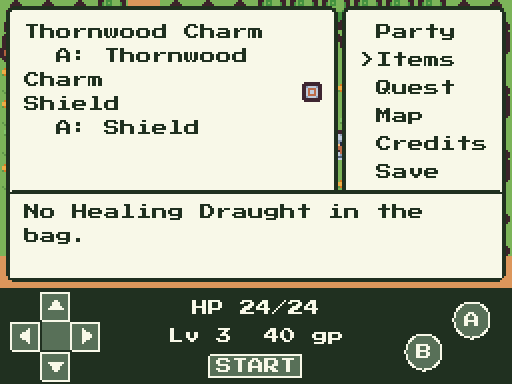 Thornwood Charm
A: Thornwood
Charm
Shield
A: Shield
Party
>Items
Quest
Map
Credits
Save
No Healing Draught in the
bag.
HP 24/24
Lv 3 40 gp
START
A
B